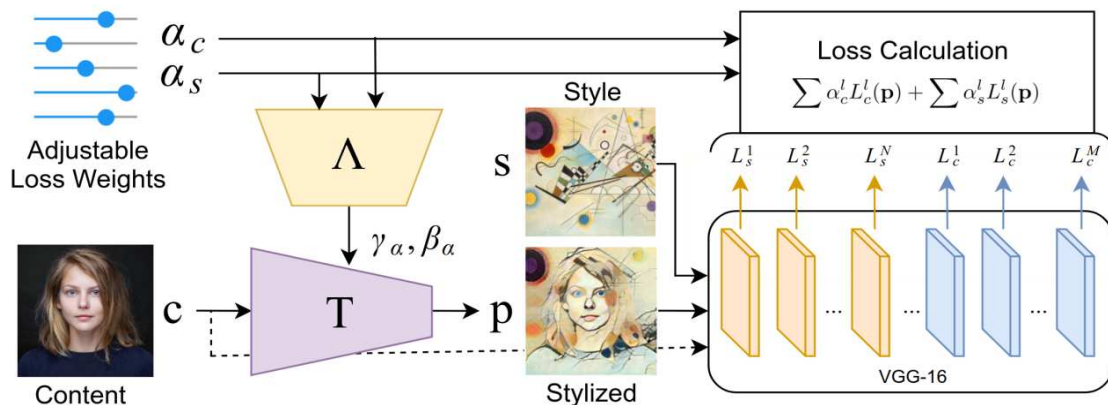 α_c
α_s
Adjustable
Loss Weights
Λ
γ_α, β_α
c
T
p
Content
Style
s
Stylized
Loss Calculation
∑ α_c^l L_c^l(p) + ∑ α_s^l L_s^l(p)
L_s^1 L_s^2 L_s^N L_c^1 L_c^2 L_c^M
... ... ...
VGG-16